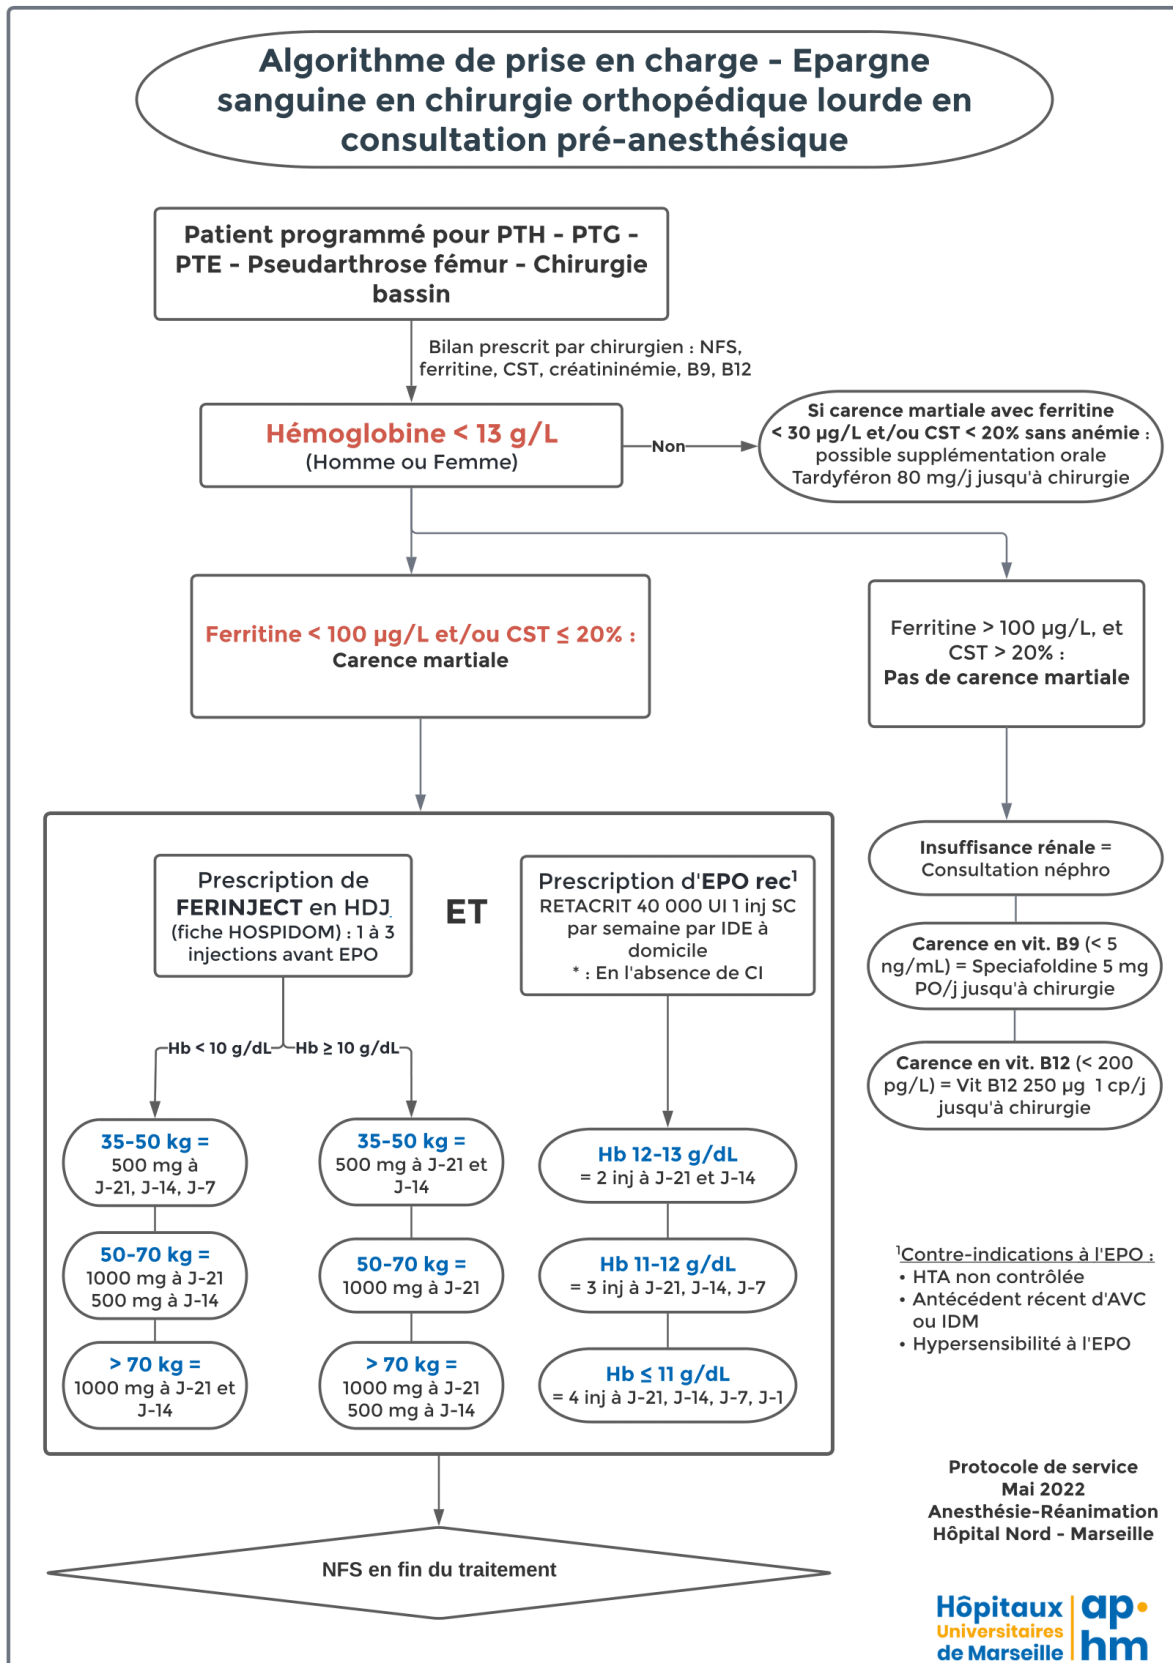 Algorithme de prise en charge - Epargne
sanguine en chirurgie orthopédique lourde en
consultation pré-anesthésique
Patient programmé pour PTH - PTG -
PTE - Pseudarthrose fémur - Chirurgie
bassin
Bilan prescrit par chirurgien : NFS,
ferritine, CST, créatininémie, B9, B12
Hémoglobine < 13 g/L
(Homme ou Femme)
Non
Si carence martiale avec ferritine
< 30 µg/L et/ou CST < 20% sans anémie :
possible supplémentation orale
Tardyféron 80 mg/j jusqu'à chirurgie
Ferritine < 100 µg/L et/ou CST ≤ 20% :
Carence martiale
Ferritine > 100 µg/L, et
CST > 20% :
Pas de carence martiale
Prescription de
FERINJECT en HDJ
(fiche HOSPIDOM) : 1 à 3
injections avant EPO
ET
Prescription d'EPO rec¹
RETACRIT 40 000 UI 1 inj SC
par semaine par IDE à
domicile
* : En l'absence de CI
Hb < 10 g/dL
Hb ≥ 10 g/dL
35-50 kg =
500 mg à
J-21, J-14, J-7
50-70 kg =
1000 mg à J-21
500 mg à J-14
> 70 kg =
1000 mg à J-21 et
J-14
35-50 kg =
500 mg à J-21 et
J-14
50-70 kg =
1000 mg à J-21
> 70 kg =
1000 mg à J-21
500 mg à J-14
Hb 12-13 g/dL
= 2 inj à J-21 et J-14
Hb 11-12 g/dL
= 3 inj à J-21, J-14, J-7
Hb ≤ 11 g/dL
= 4 inj à J-21, J-14, J-7, J-1
Insuffisance rénale =
Consultation néphro
Carence en vit. B9 (< 5
ng/mL) = Speciafoldine 5 mg
PO/j jusqu'à chirurgie
Carence en vit. B12 (< 200
pg/L) = Vit B12 250 µg 1 cp/j
jusqu'à chirurgie
¹Contre-indications à l'EPO :
• HTA non contrôlée
• Antécédent récent d'AVC
ou IDM
• Hypersensibilité à l'EPO
NFS en fin du traitement
Protocole de service
Mai 2022
Anesthésie-Réanimation
Hôpital Nord - Marseille
Hôpitaux
Universitaires
de Marseille
ap•
hm